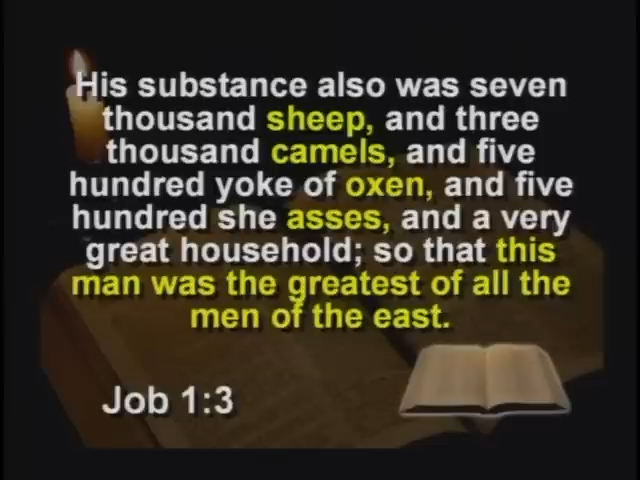 His substance also was seven
thousand sheep, and three
thousand camels, and five
hundred yoke of oxen, and five
hundred she asses, and a very
great household; so that this
man was the greatest of all the
men of the east.
Job 1:3